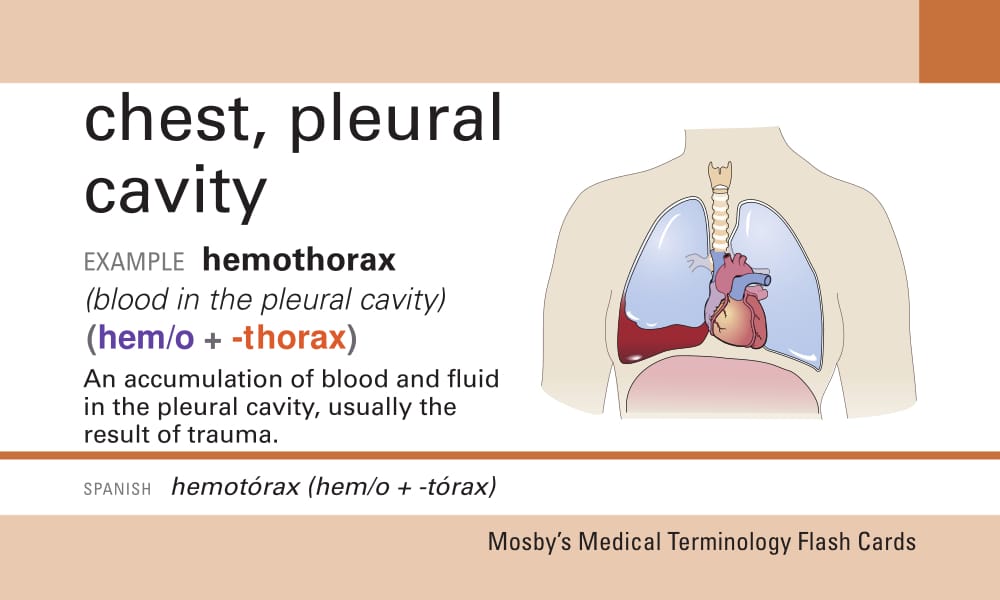 chest, pleural
cavity
EXAMPLE hemothorax
(blood in the pleural cavity)
(hem/o + -thorax)
An accumulation of blood and fluid
in the pleural cavity, usually the
result of trauma.
SPANISH hemotórax (hem/o + -tórax)
Mosby's Medical Terminology Flash Cards